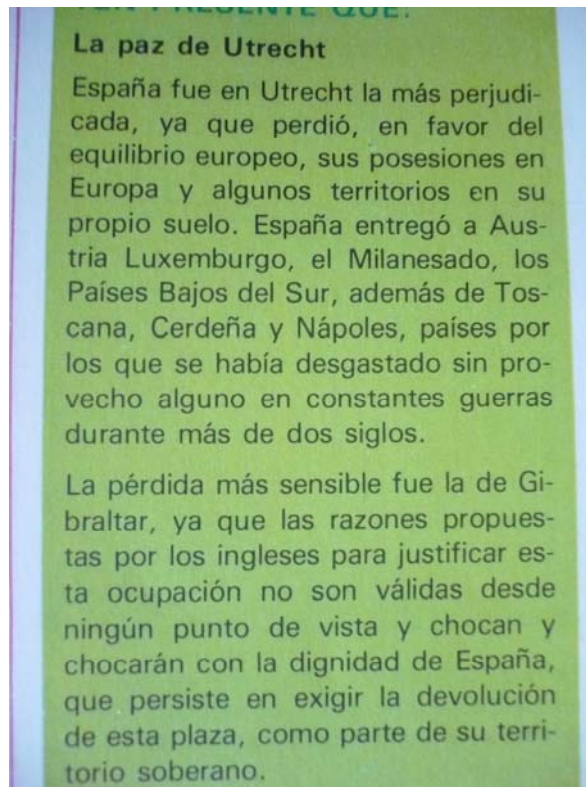 TEN PRESENTE QUE:
La paz de Utrecht
España fue en Utrecht la más perjudi-
cada, ya que perdió, en favor del
equilibrio europeo, sus posesiones en
Europa y algunos territorios en su
propio suelo. España entregó a Aus-
tria Luxemburgo, el Milanesado, los
Países Bajos del Sur, además de Tos-
cana, Cerdeña y Nápoles, países por
los que se había desgastado sin pro-
vecho alguno en constantes guerras
durante más de dos siglos.
La pérdida más sensible fue la de Gi-
braltar, ya que las razones propues-
tas por los ingleses para justificar es-
ta ocupación no son válidas desde
ningún punto de vista y chocan y
chocarán con la dignidad de España,
que persiste en exigir la devolución
de esta plaza, como parte de su terri-
torio soberano.